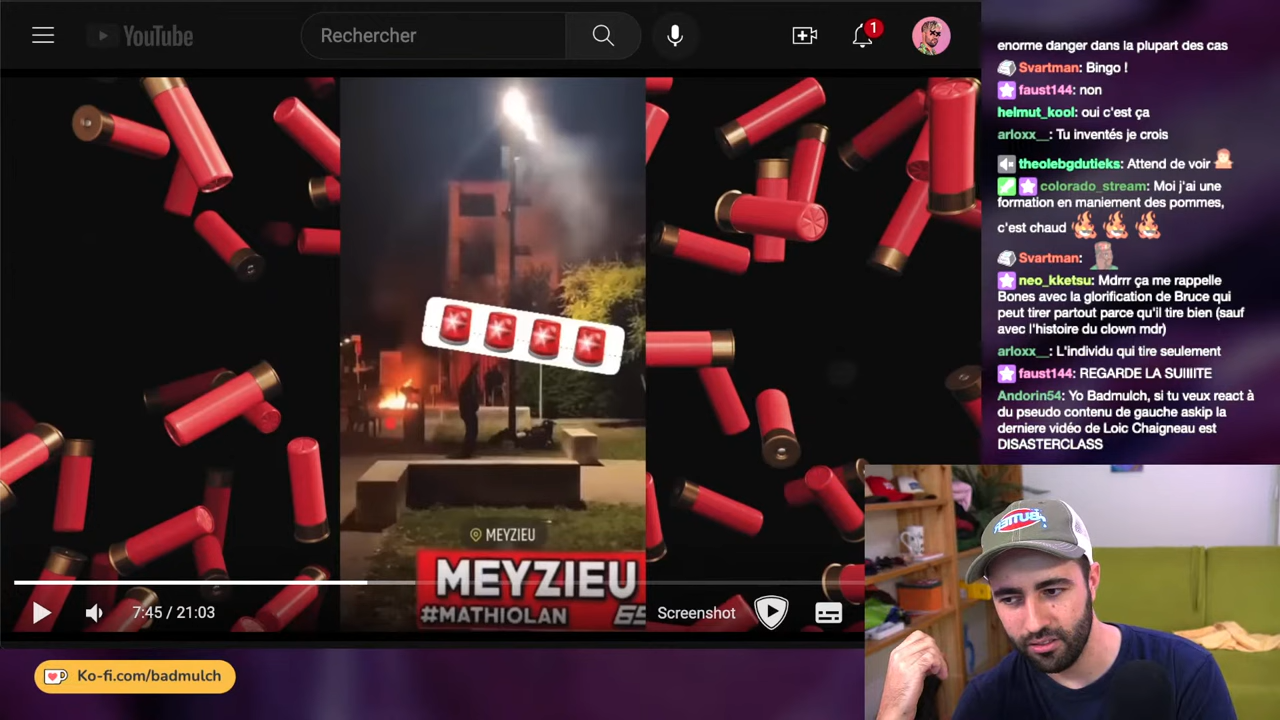 YouTube
Rechercher
1
MEYZIEU
MEYZIEU
#MATHIOLAN
69
7:45 / 21:03
Screenshot
Ko-fi.com/badmulch
enorme danger dans la plupart des cas
Svartman: Bingo !
faust144: non
helmut_kool: oui c'est ça
arloxx__: Tu inventés je crois
theolebgdutieks: Attend de voir
colorado_stream: Moi j'ai une
formation en maniement des pommes,
c'est chaud
Svartman:
neo_kketsu: Mdrrr ça me rappelle
Bones avec la glorification de Bruce qui
peut tirer partout parce qu'il tire bien (sauf
avec l'histoire du clown mdr)
arloxx__: L'individu qui tire seulement
faust144: REGARDE LA SUIIIITE
Andorin54: Yo Badmulch, si tu veux react à
du pseudo contenu de gauche askip la
derniere vidéo de Loic Chaigneau est
DISASTERCLASS